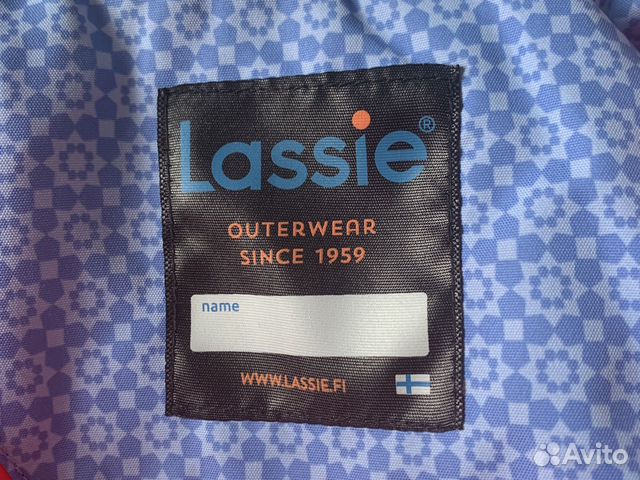 Lassie®
OUTERWEAR
SINCE 1959
name
WWW.LASSIE.FI
Avito